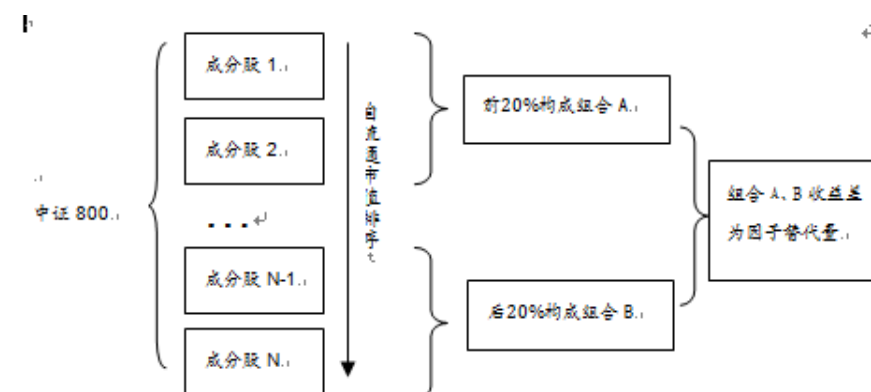 中证 800
成分股 1
成分股 2
...
成分股 N-1
成分股 N
自流通市值排序
前20%构成组合 A
后20%构成组合 B
组合 A、B 收益差
为因子替代量